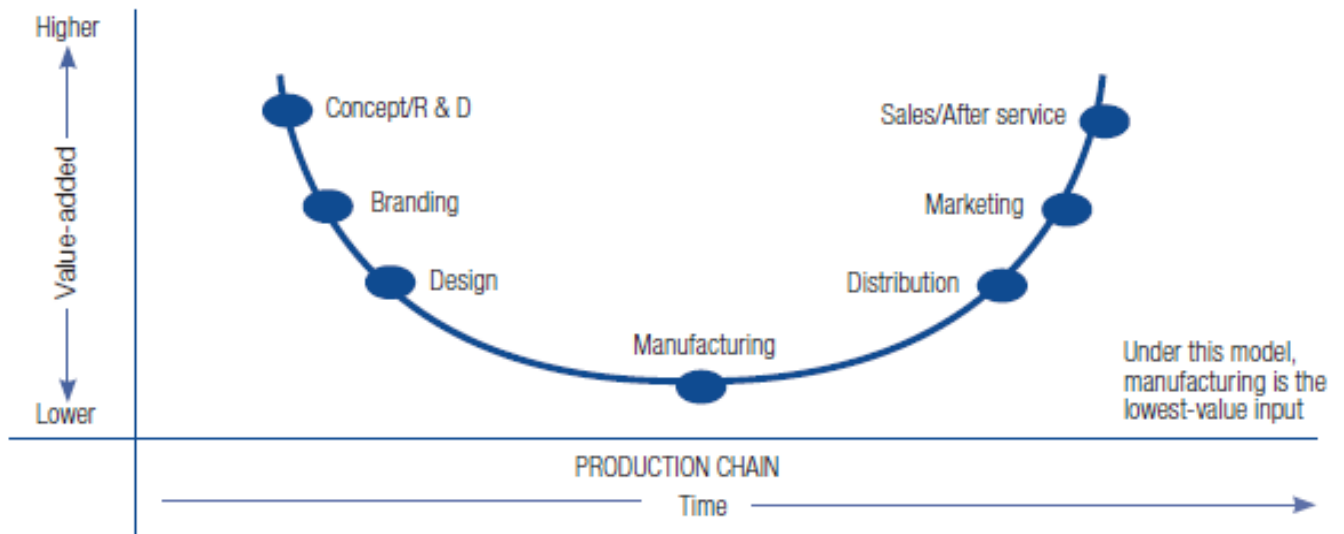 Higher
Value-added
Lower
Concept/R & D
Branding
Design
Manufacturing
Sales/After service
Marketing
Distribution
Under this model,
manufacturing is the
lowest-value input
PRODUCTION CHAIN
Time